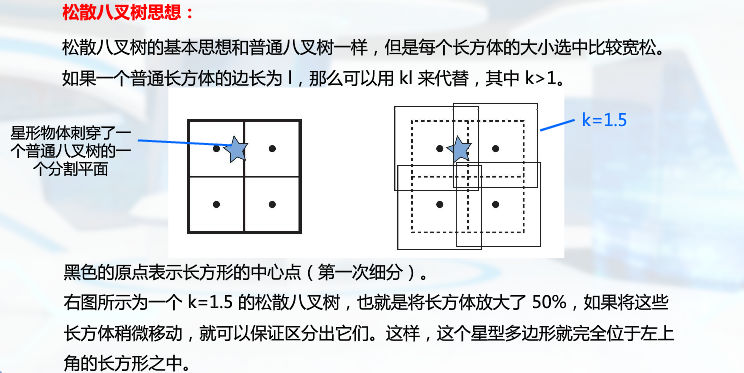 松散八叉树思想：
松散八叉树的基本思想和普通八叉树一样，但是每个长方体的大小选中比较宽松。
如果一个普通长方体的边长为 l，那么可以用 kl 来代替，其中 k>1。
星形物体刺穿了一
个普通八叉树的一
个分割平面
k=1.5
黑色的原点表示长方形的中心点（第一次细分）。
右图所示为一个 k=1.5 的松散八叉树，也就是将长方体放大了 50%，如果将这些
长方体稍微移动，就可以保证区分出它们。这样，这个星型多边形就完全位于左上
角的长方形之中。